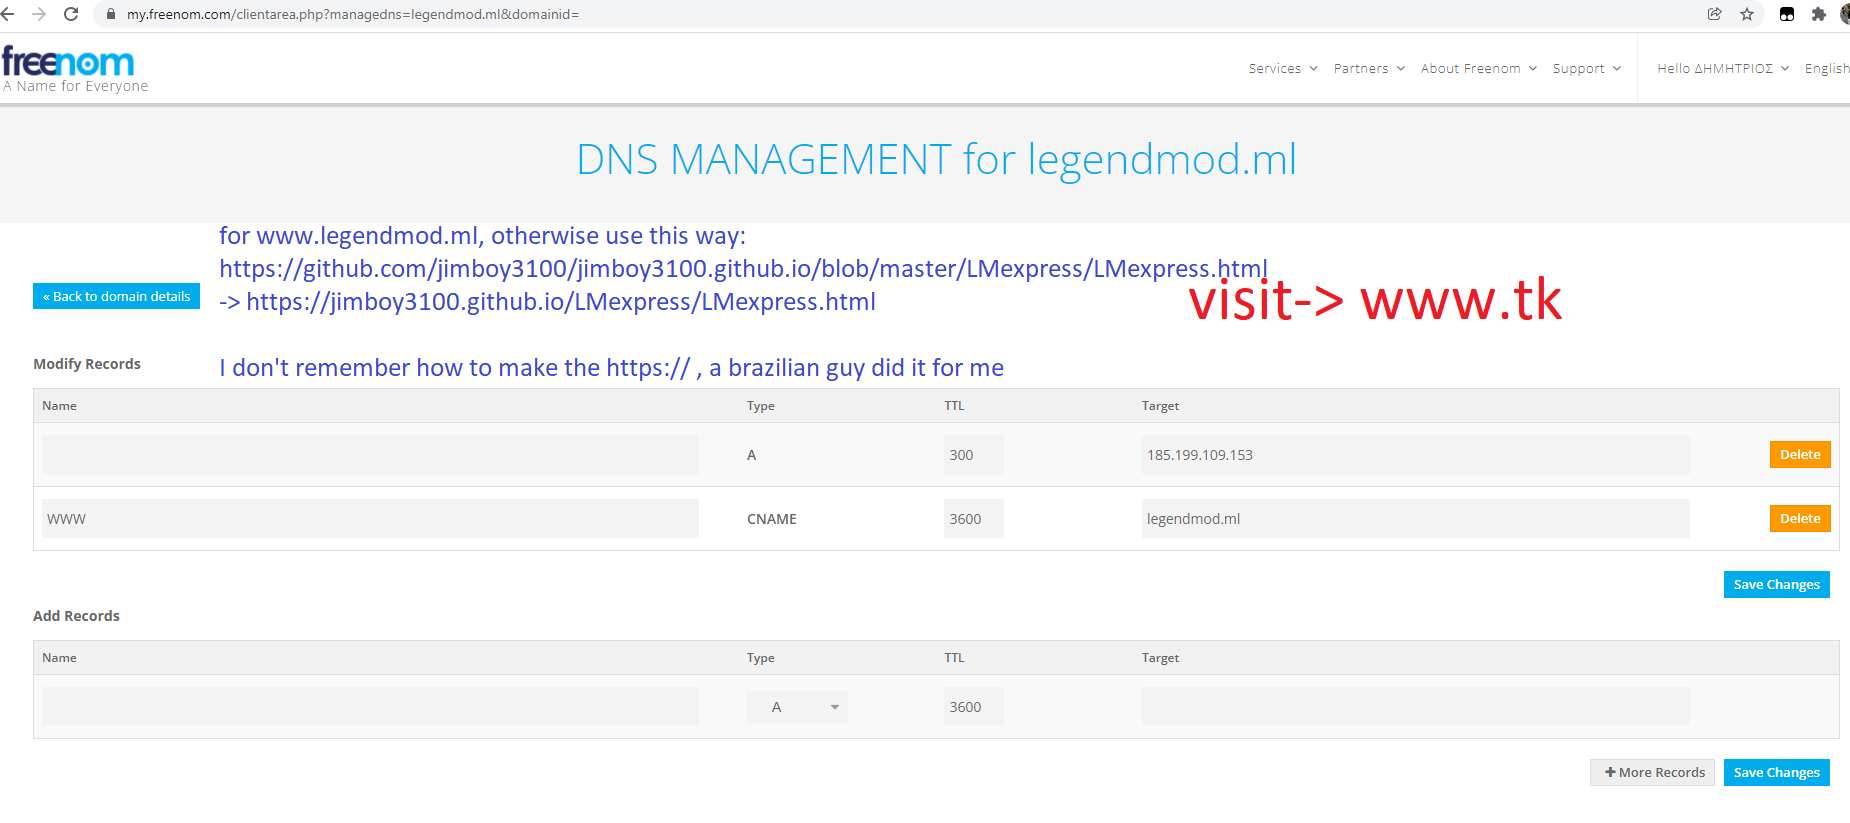 my.freenom.com/clientarea.php?managedns=legendmod.ml&domainid=
freenom
A Name for Everyone
Services Partners About Freenom Support Hello ΔΗΜΗΤΡΙΟΣ English
DNS MANAGEMENT for legendmod.ml
for www.legendmod.ml, otherwise use this way:
https://github.com/jimboy3100/jimboy3100.github.io/blob/master/LMexpress/LMexpress.html
« Back to domain details
-> https://jimboy3100.github.io/LMexpress/LMexpress.html
visit-> www.tk
Modify Records
I don't remember how to make the https:// , a brazilian guy did it for me
Name Type TTL Target
A 300 185.199.109.153 Delete
WWW CNAME 3600 legendmod.ml Delete
Save Changes
Add Records
Name Type TTL Target
A 3600
+ More Records Save Changes